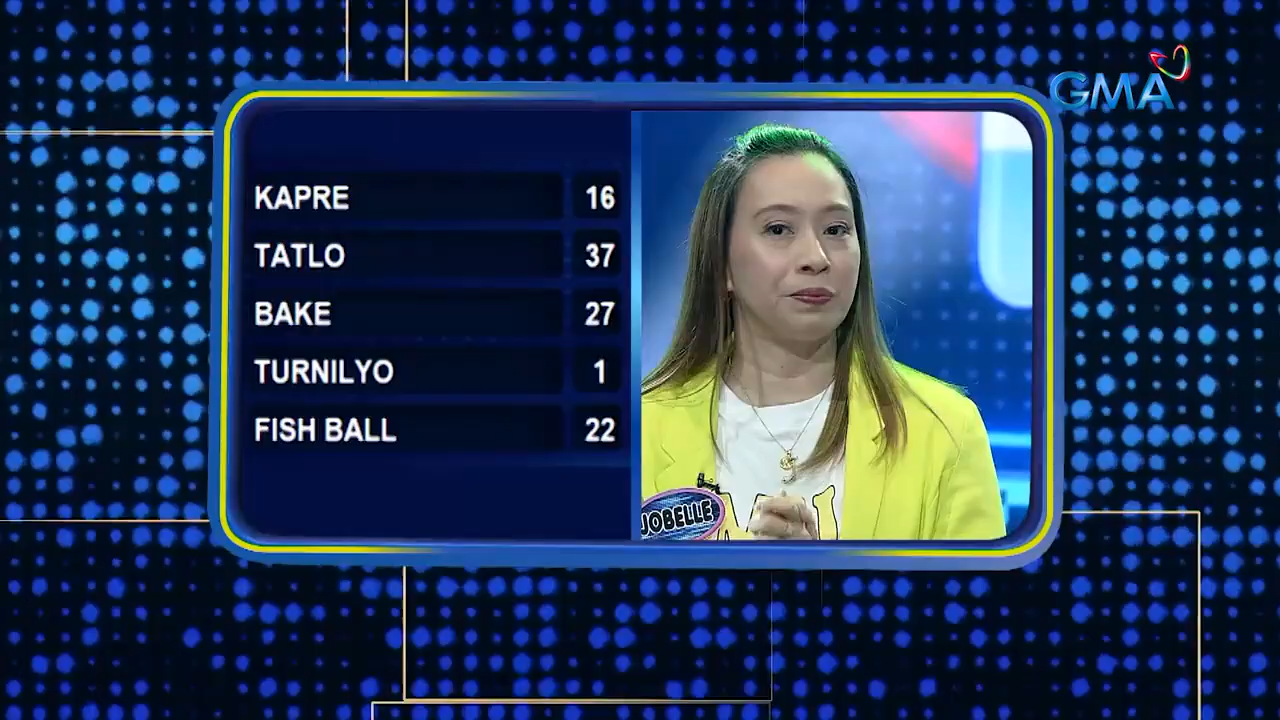 GMA
KAPRE 16
TATLO 37
BAKE 27
TURNILYO 1
FISH BALL 22
JOBELLE